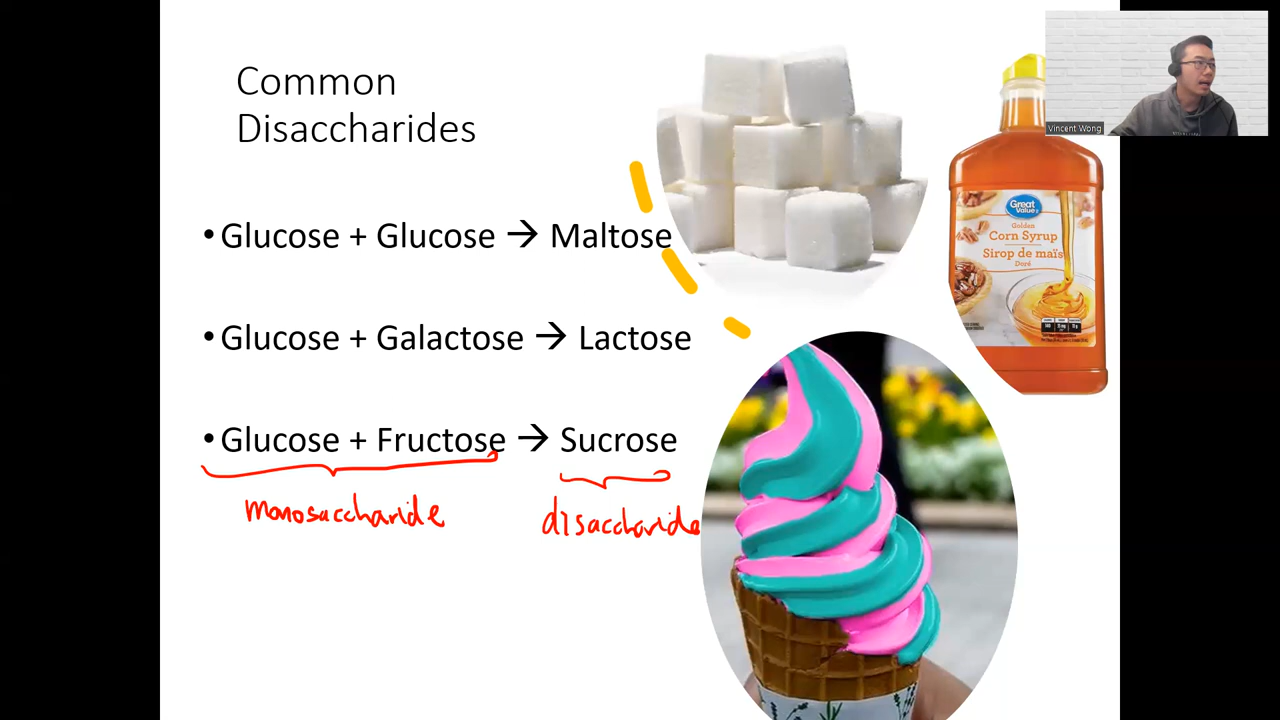 Common
Disaccharides
• Glucose + Glucose → Maltose
• Glucose + Galactose → Lactose
• Glucose + Fructose → Sucrose
monosaccharide
disaccharide
Great
Value
Golden
Corn Syrup
Sirop de maïs
Doré
Vincent Wong